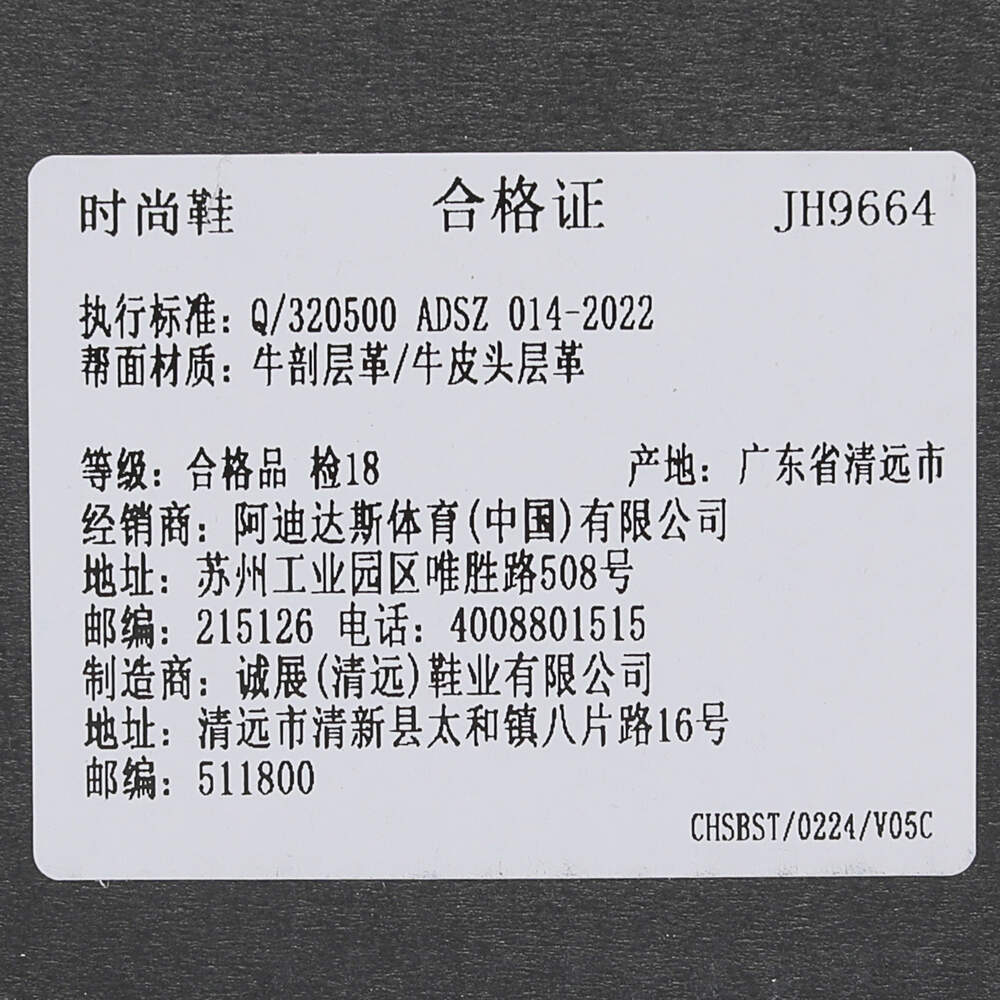 时尚鞋 合格证 JH9664
执行标准: Q/320500 ADSZ 014-2022
帮面材质: 牛剖层革/牛皮头层革
等级: 合格品 检18 产地: 广东省清远市
经销商: 阿迪达斯体育(中国)有限公司
地址: 苏州工业园区唯胜路508号
邮编: 215126 电话: 4008801515
制造商: 诚展(清远)鞋业有限公司
地址: 清远市清新县太和镇八片路16号
邮编: 511800
CHSBST/0224/V05C